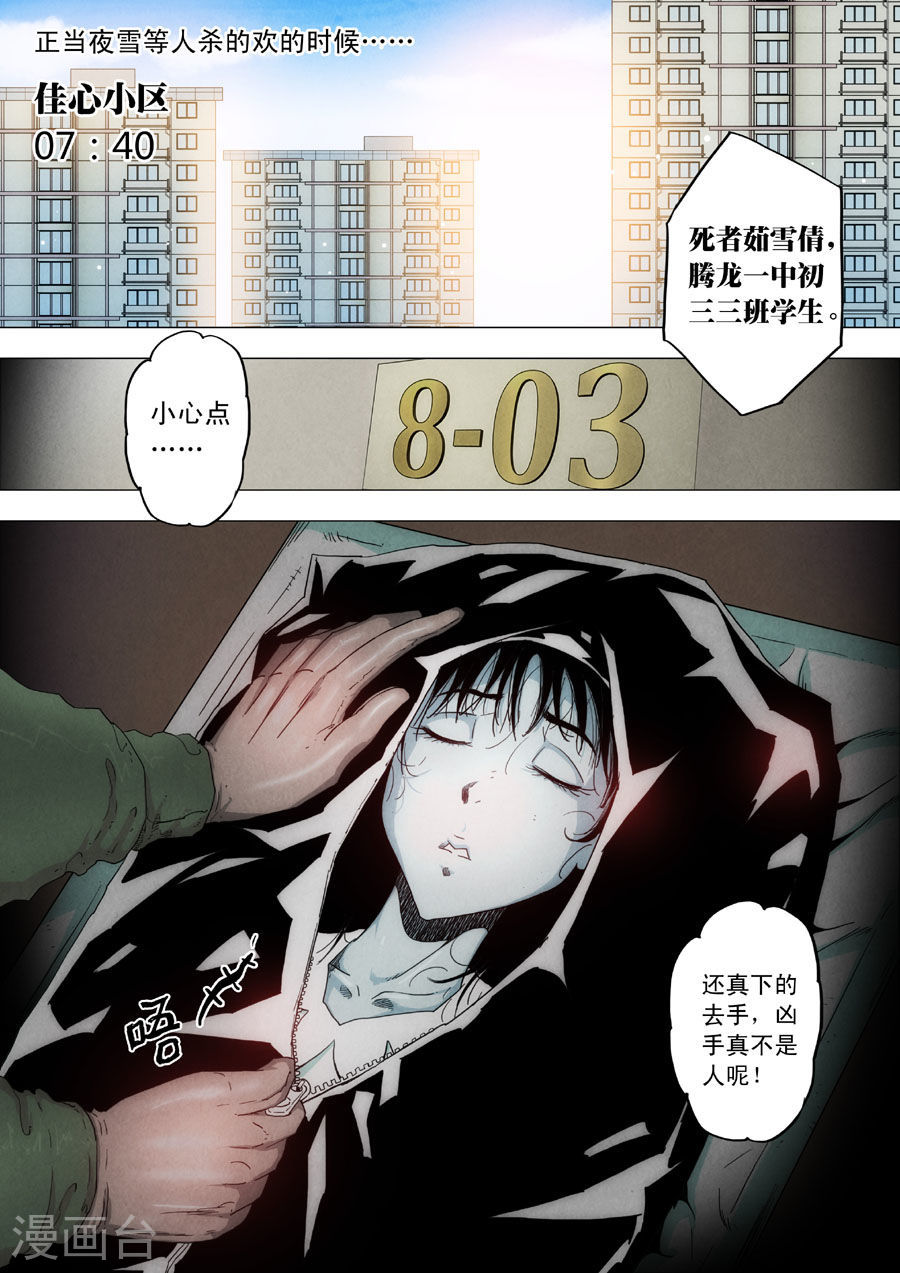 正当夜雪等人杀的欢的时候……
佳心小区
07：40
死者茹雪倩，
腾龙一中初
三三班学生。
小心点
……
8-03
还真下的
去手，凶
手真不是
人呢！
唔
漫画台